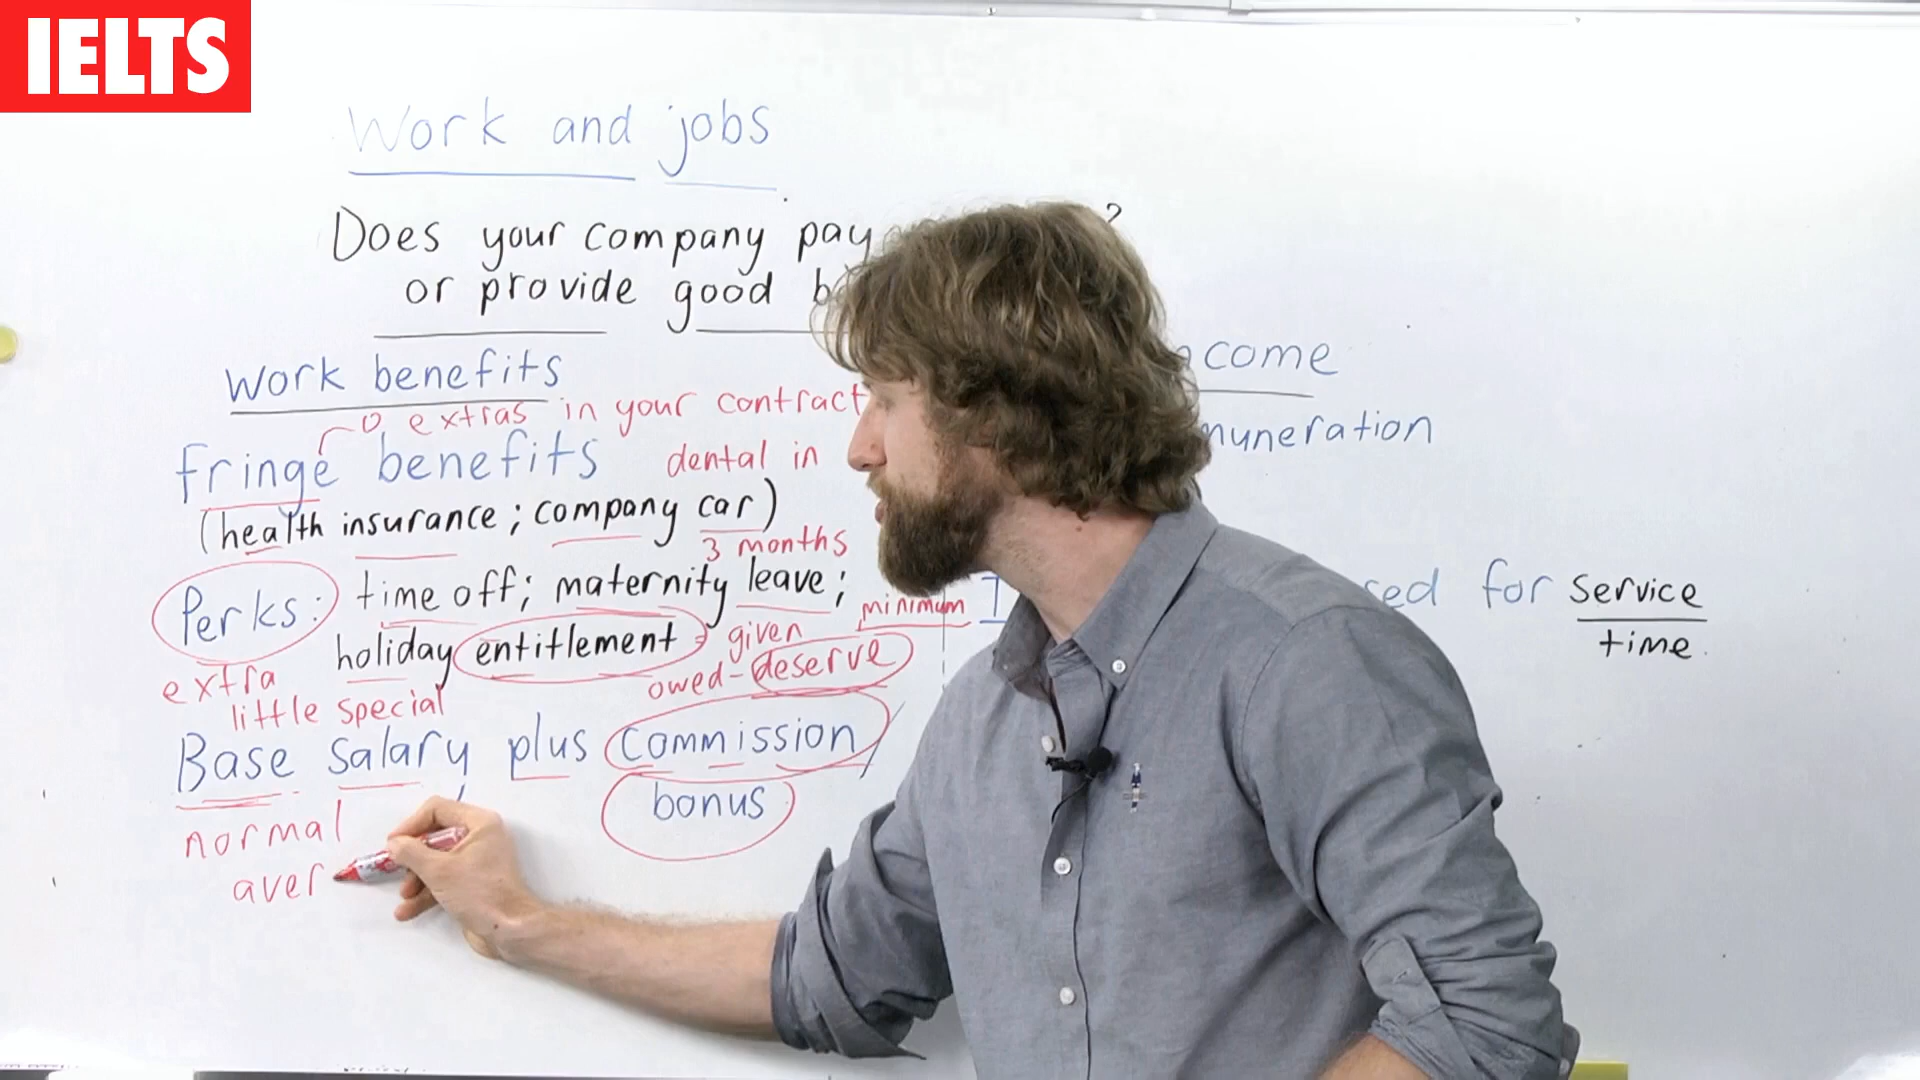 IELTS
Work and jobs
Does your company pay ?
or provide good
work benefits
extras in your contract
fringe benefits dental in
(health insurance; company car)
3 months
Perks: time off; maternity leave;
minimum
holiday entitlement given
owed-deserve
extra
little special
Base salary plus commission/
bonus
normal
aver
come
muneration
sed for service
time.